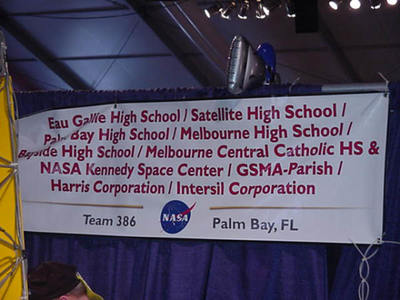 Eau Gallie High School / Satellite High School /
Palm Bay High School / Melbourne High School /
Bayside High School / Melbourne Central Catholic HS &
NASA Kennedy Space Center / GSMA-Parish /
Harris Corporation / Intersil Corporation
Team 386 NASA Palm Bay, FL